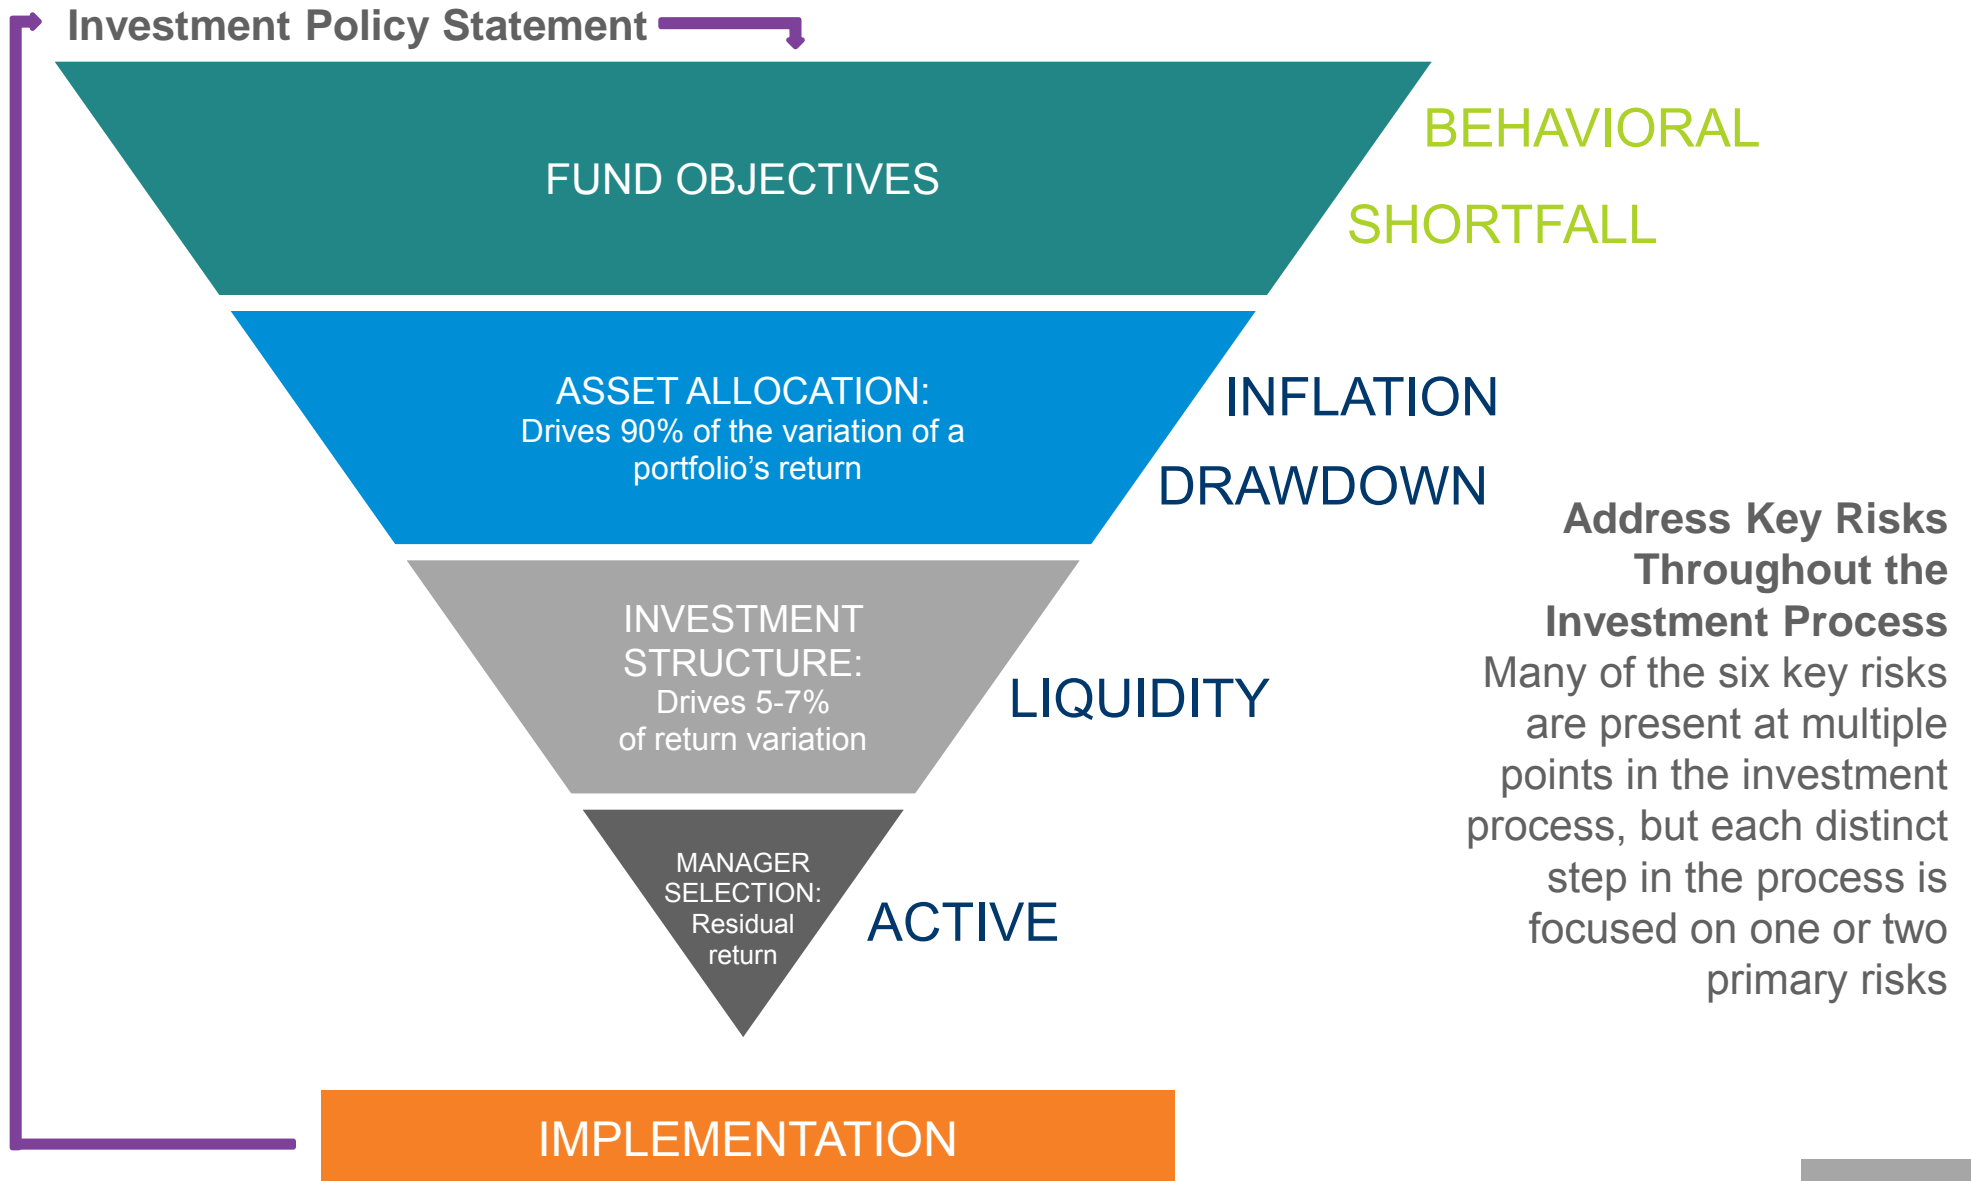 Investment Policy Statement
FUND OBJECTIVES
BEHAVIORAL
SHORTFALL
ASSET ALLOCATION:
Drives 90% of the variation of a
portfolio’s return
INFLATION
DRAWDOWN
INVESTMENT
STRUCTURE:
Drives 5-7%
of return variation
LIQUIDITY
MANAGER
SELECTION:
Residual
return
ACTIVE
Address Key Risks
Throughout the
Investment Process
Many of the six key risks
are present at multiple
points in the investment
process, but each distinct
step in the process is
focused on one or two
primary risks
IMPLEMENTATION